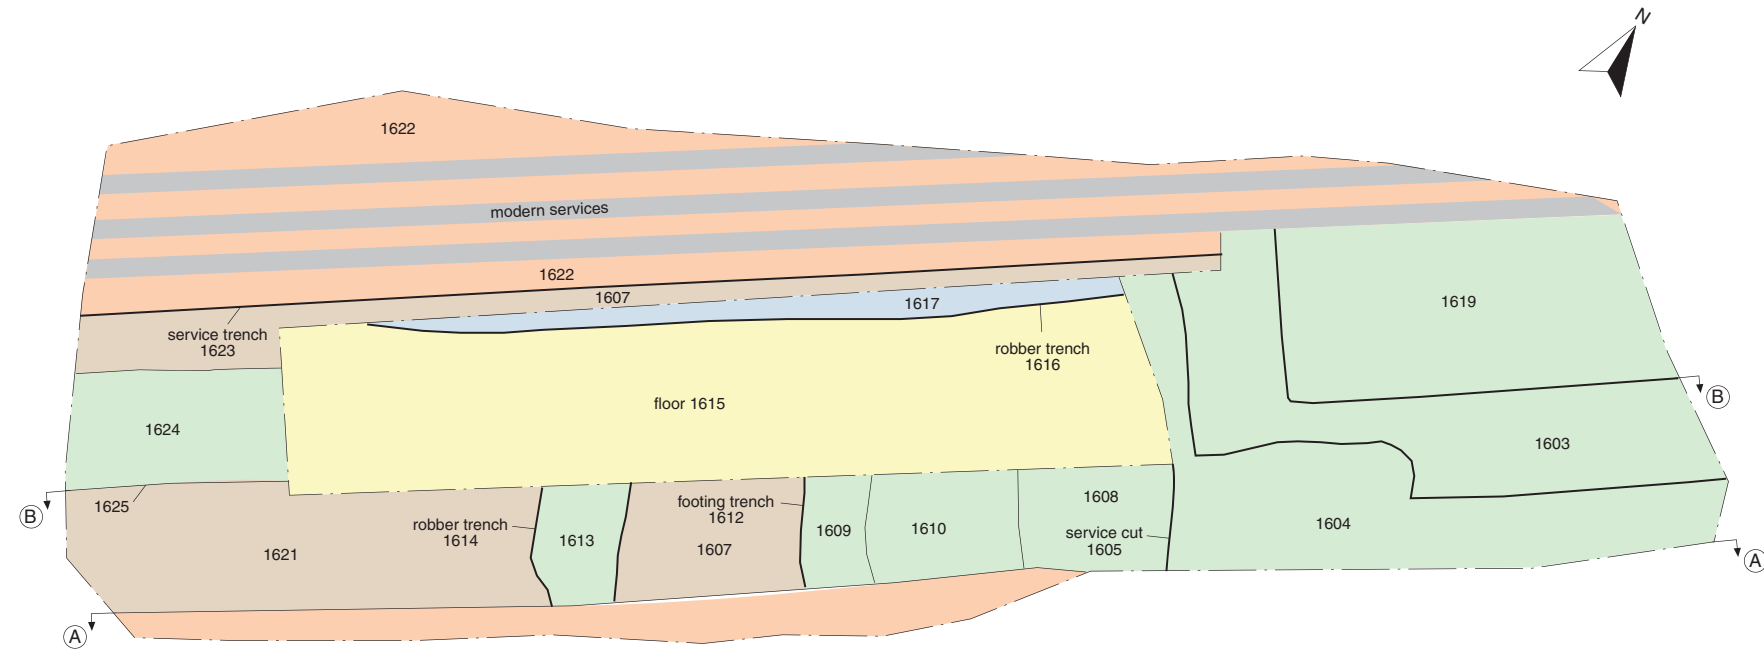 N
1622
modern services
1622
1607
1617
1619
service trench
1623
robber trench
1616
B
floor 1615
1624
1603
1625
B
footing trench
1612
1608
robber trench
1614
1613
1609
1610
1604
service cut
1605
1607
1621
A
A